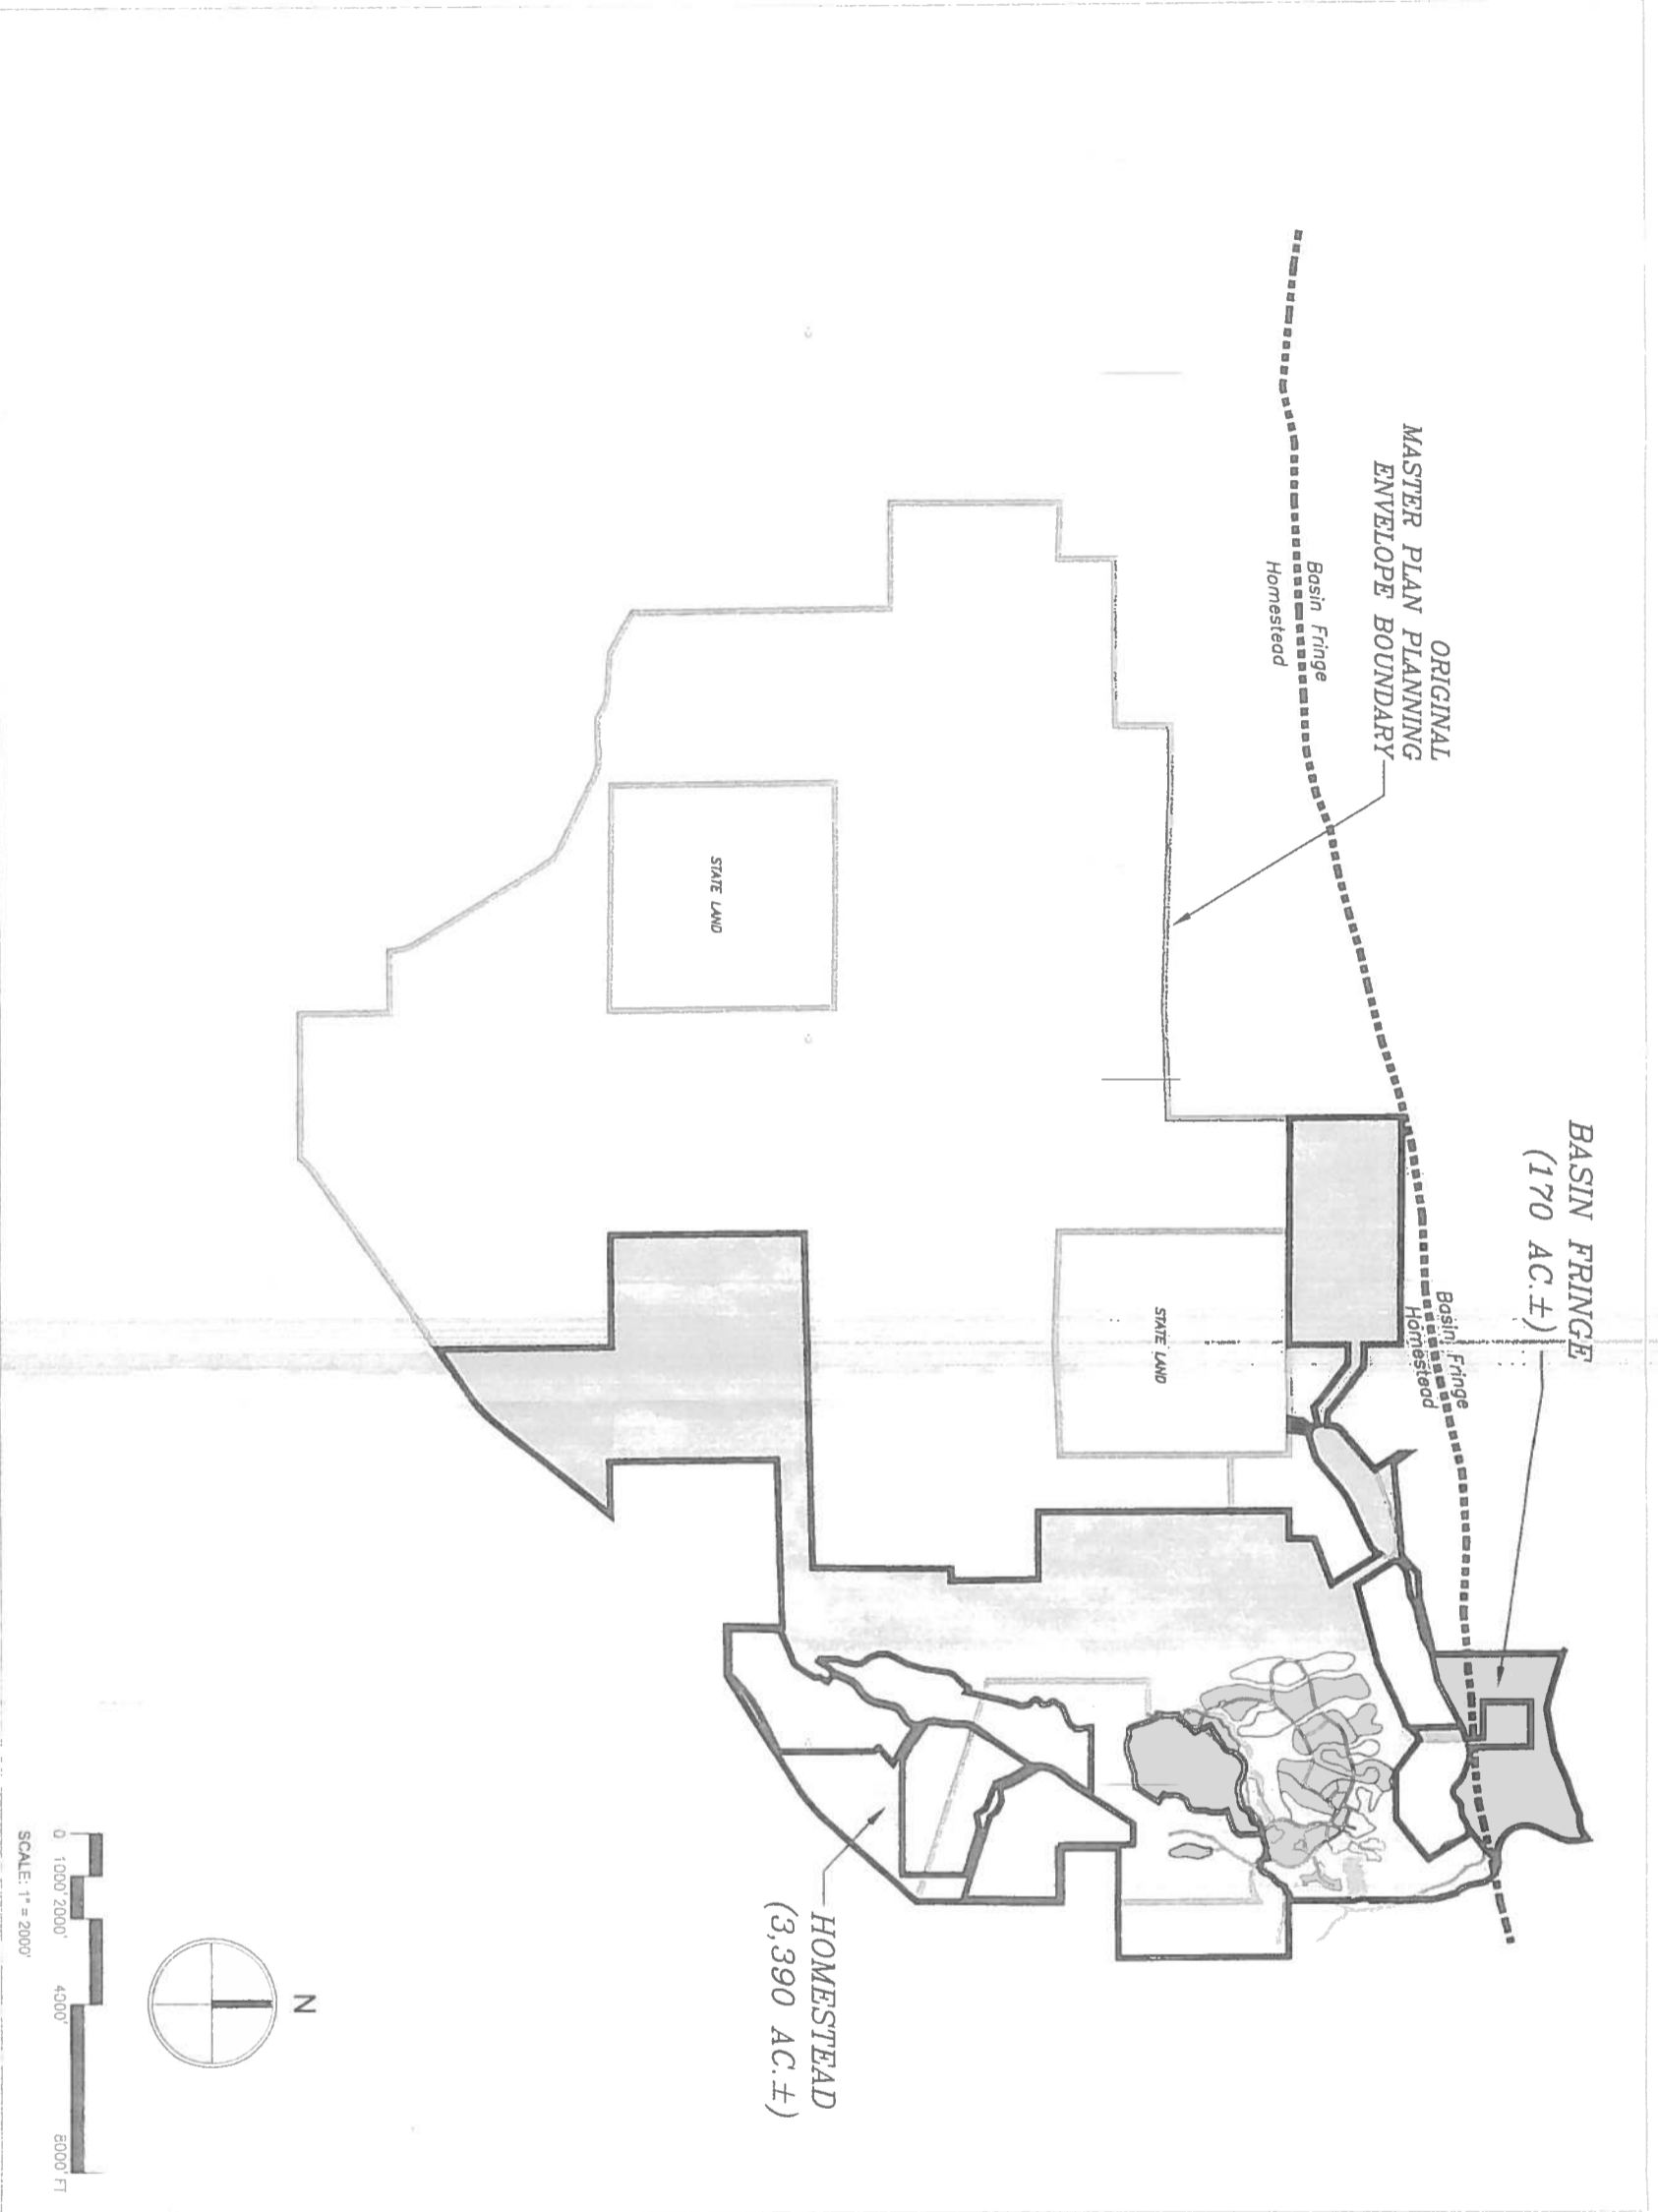 ORIGINAL
MASTER PLAN PLANNING
ENVELOPE BOUNDARY
Basin Fringe
Homestead
BASIN FRINGE
(170 AC.±)
Basin Fringe
Homestead
STATE LAND
STATE LAND
HOMESTEAD
(3,390 AC.±)
N
0 1000' 2000' 4000' 8000' FT
SCALE: 1" = 2000'